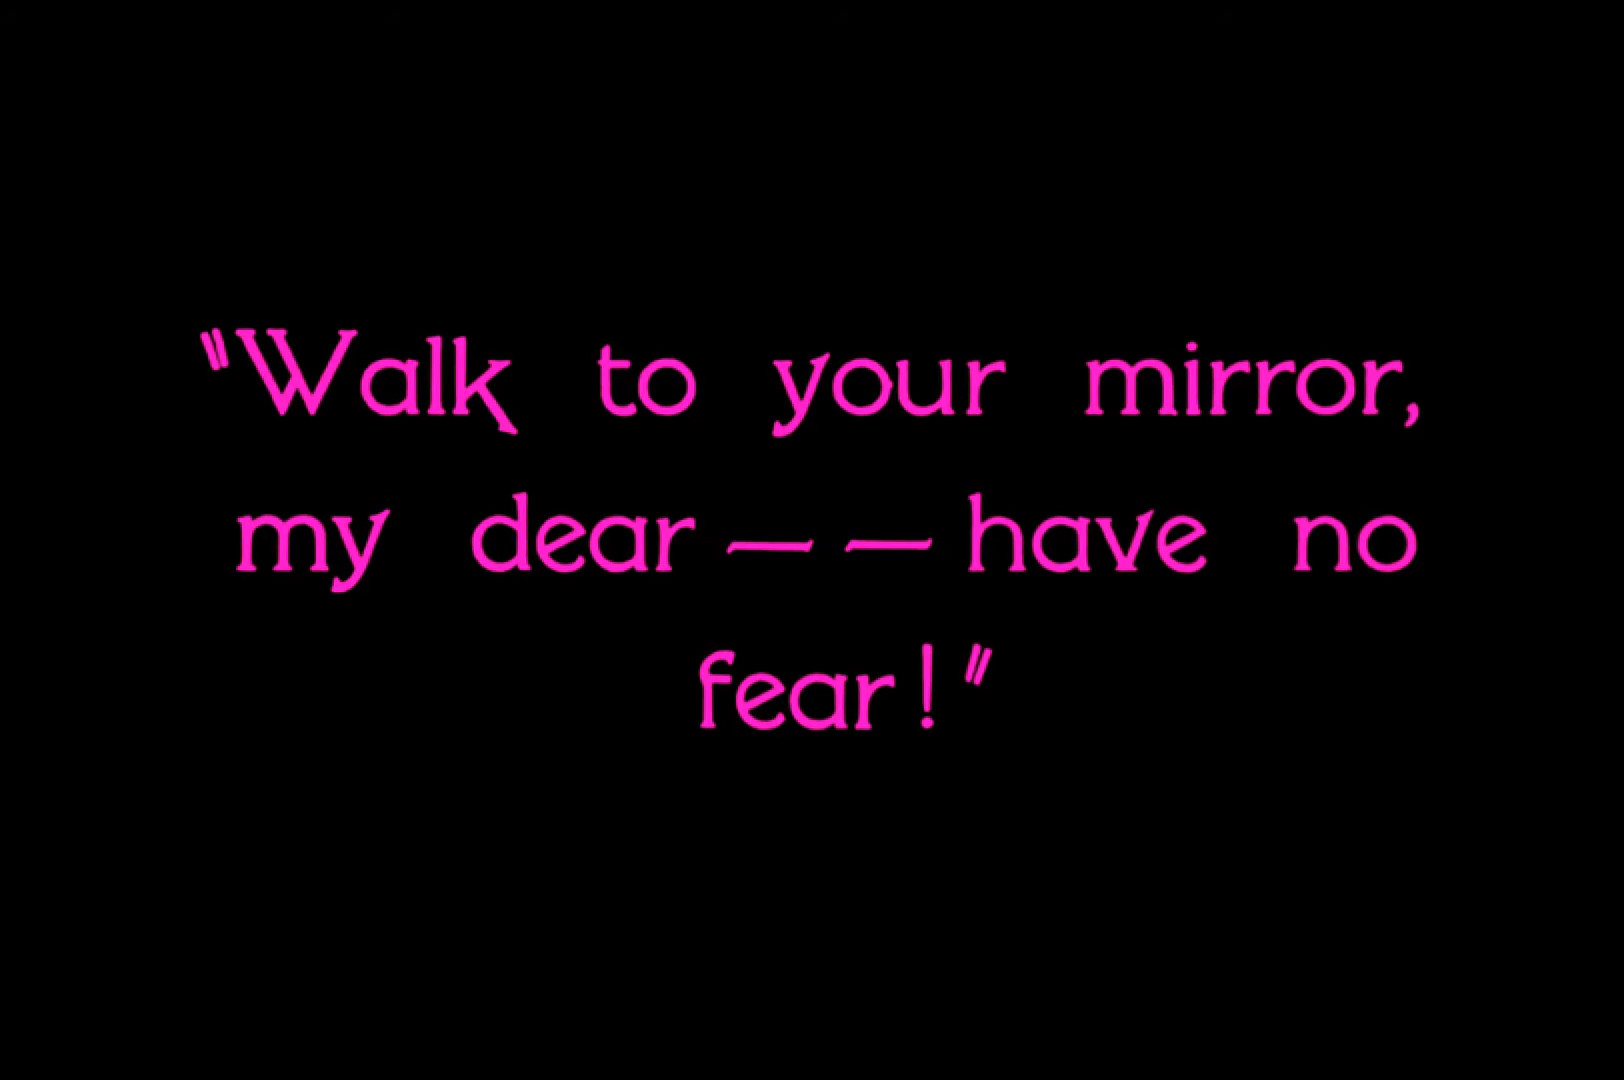 "Walk to your mirror,
my dear — — have no
fear!"